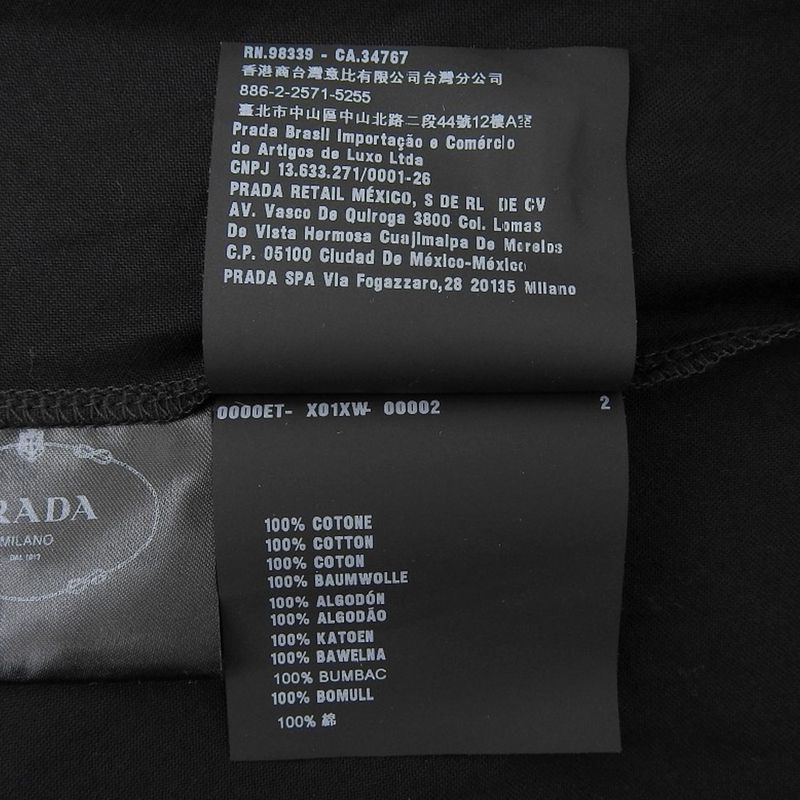 RN.98339 - CA.34767
香港商台灣意比有限公司台灣分公司
886-2-2571-5255
臺北市中山區中山北路二段44號12樓A室
Prada Brasil Importação e Comércio
de Artigos de Luxo Ltda
CNPJ 13.633.271/0001-26
PRADA RETAIL MÉXICO, S DE RL DE CV
AV. Vasco De Quiroga 3800 Col. Lomas
De Vista Hermosa Cuajimalpa De Morelos
C.P. 05100 Ciudad De México-México
PRADA SPA Via Fogazzaro,28 20135 Milano
0000ET- X01XW- 00002 2
RADA
MILANO
DAL 1913
100% COTONE
100% COTTON
100% COTON
100% BAUMWOLLE
100% ALGODÓN
100% ALGODÃO
100% KATOEN
100% BAWELNA
100% BUMBAC
100% BOMULL
100% 綿